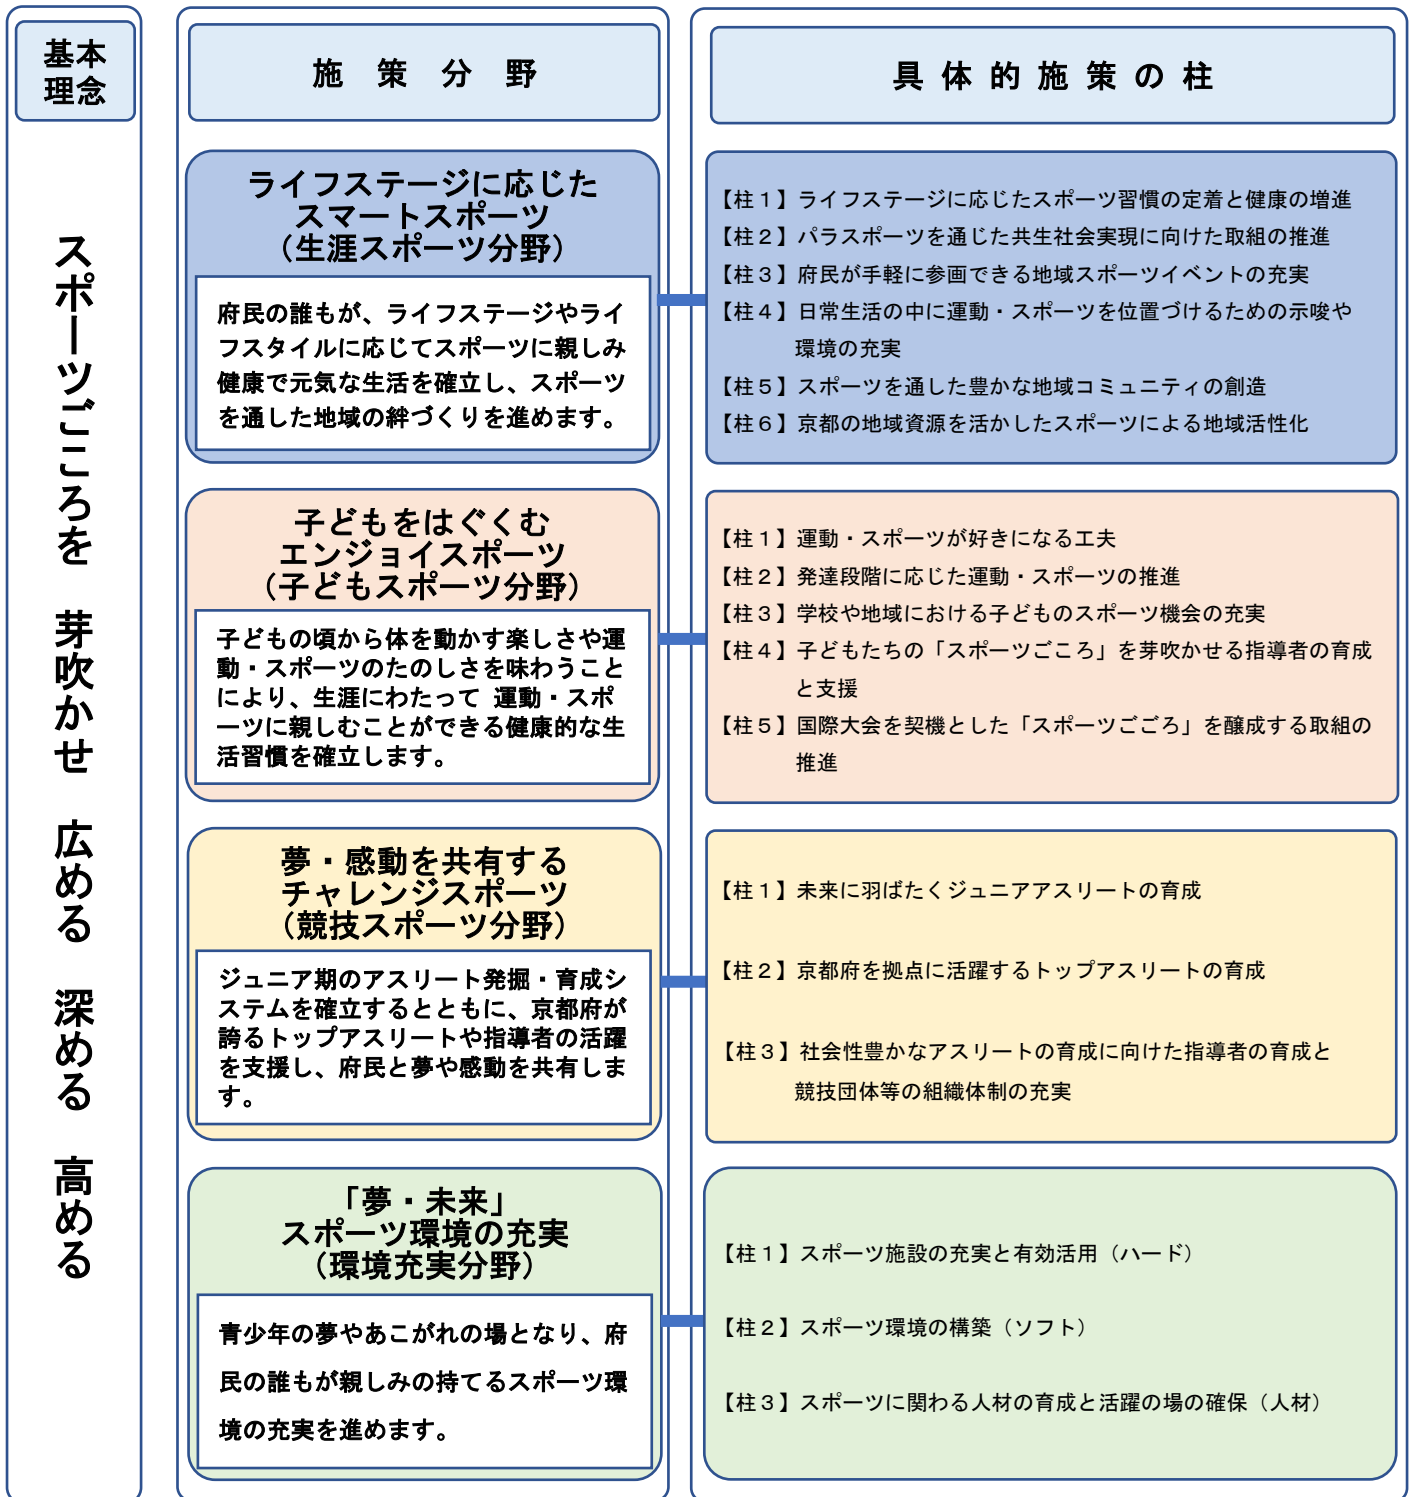 基本
理念
スポーツごころを 芽吹かせ 広める 深める 高める
施策分野
具体的施策の柱
ライフステージに応じた
スマートスポーツ
（生涯スポーツ分野）
府民の誰もが、ライフステージやライ
フスタイルに応じてスポーツに親しみ
健康で元気な生活を確立し、スポーツ
を通した地域の絆づくりを進めます。
【柱１】ライフステージに応じたスポーツ習慣の定着と健康の増進
【柱２】パラスポーツを通じた共生社会実現に向けた取組の推進
【柱３】府民が手軽に参画できる地域スポーツイベントの充実
【柱４】日常生活の中に運動・スポーツを位置づけるための示唆や
環境の充実
【柱５】スポーツを通した豊かな地域コミュニティの創造
【柱６】京都の地域資源を活かしたスポーツによる地域活性化
子どもをはぐくむ
エンジョイスポーツ
（子どもスポーツ分野）
子どもの頃から体を動かす楽しさや運
動・スポーツのたのしさを味わうこと
により、生涯にわたって 運動・スポ
ーツに親しむことができる健康的な生
活習慣を確立します。
【柱１】運動・スポーツが好きになる工夫
【柱２】発達段階に応じた運動・スポーツの推進
【柱３】学校や地域における子どものスポーツ機会の充実
【柱４】子どもたちの「スポーツごころ」を芽吹かせる指導者の育成
と支援
【柱５】国際大会を契機とした「スポーツごごろ」を醸成する取組の
推進
夢・感動を共有する
チャレンジスポーツ
（競技スポーツ分野）
ジュニア期のアスリート発掘・育成シ
ステムを確立するとともに、京都府が
誇るトップアスリートや指導者の活躍
を支援し、府民と夢や感動を共有しま
す。
【柱１】未来に羽ばたくジュニアアスリートの育成
【柱２】京都府を拠点に活躍するトップアスリートの育成
【柱３】社会性豊かなアスリートの育成に向けた指導者の育成と
競技団体等の組織体制の充実
「夢・未来」
スポーツ環境の充実
（環境充実分野）
青少年の夢やあこがれの場となり、府
民の誰もが親しみの持てるスポーツ環
境の充実を進めます。
【柱１】スポーツ施設の充実と有効活用（ハード）
【柱２】スポーツ環境の構築（ソフト）
【柱３】スポーツに関わる人材の育成と活躍の場の確保（人材）